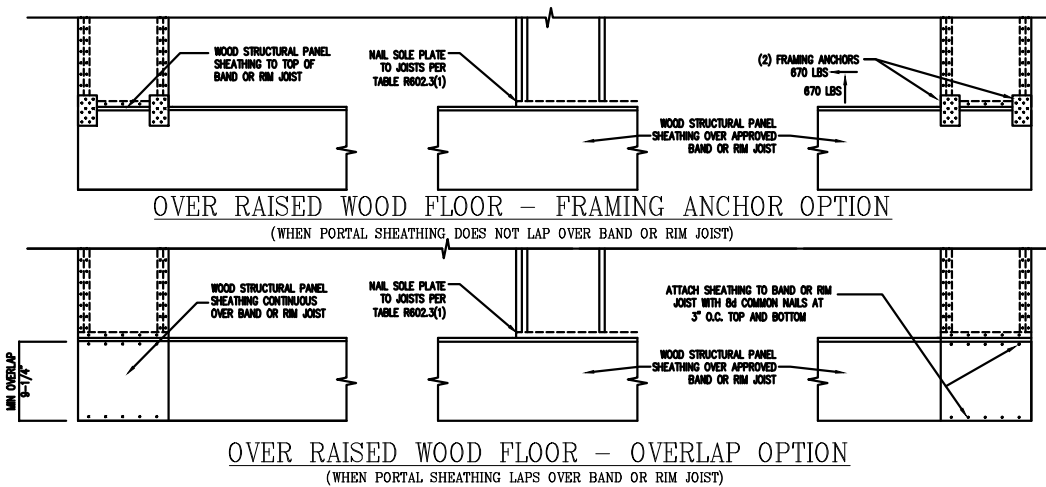 WOOD STRUCTURAL PANEL
SHEATHING TO TOP OF
BAND OR RIM JOIST
NAIL SOLE PLATE
TO JOISTS PER
TABLE R602.3(1)
(2) FRAMING ANCHORS
670 LBS
670 LBS
WOOD STRUCTURAL PANEL
SHEATHING OVER APPROVED
BAND OR RIM JOIST
OVER RAISED WOOD FLOOR - FRAMING ANCHOR OPTION
(WHEN PORTAL SHEATHING DOES NOT LAP OVER BAND OR RIM JOIST)
WOOD STRUCTURAL PANEL
SHEATHING CONTINUOUS
OVER BAND OR RIM JOIST
NAIL SOLE PLATE
TO JOISTS PER
TABLE R602.3(1)
ATTACH SHEATHING TO BAND OR RIM
JOIST WITH 8d COMMON NAILS AT
3" O.C. TOP AND BOTTOM
MIN OVERLAP
9-1/4"
WOOD STRUCTURAL PANEL
SHEATHING OVER APPROVED
BAND OR RIM JOIST
OVER RAISED WOOD FLOOR - OVERLAP OPTION
(WHEN PORTAL SHEATHING LAPS OVER BAND OR RIM JOIST)